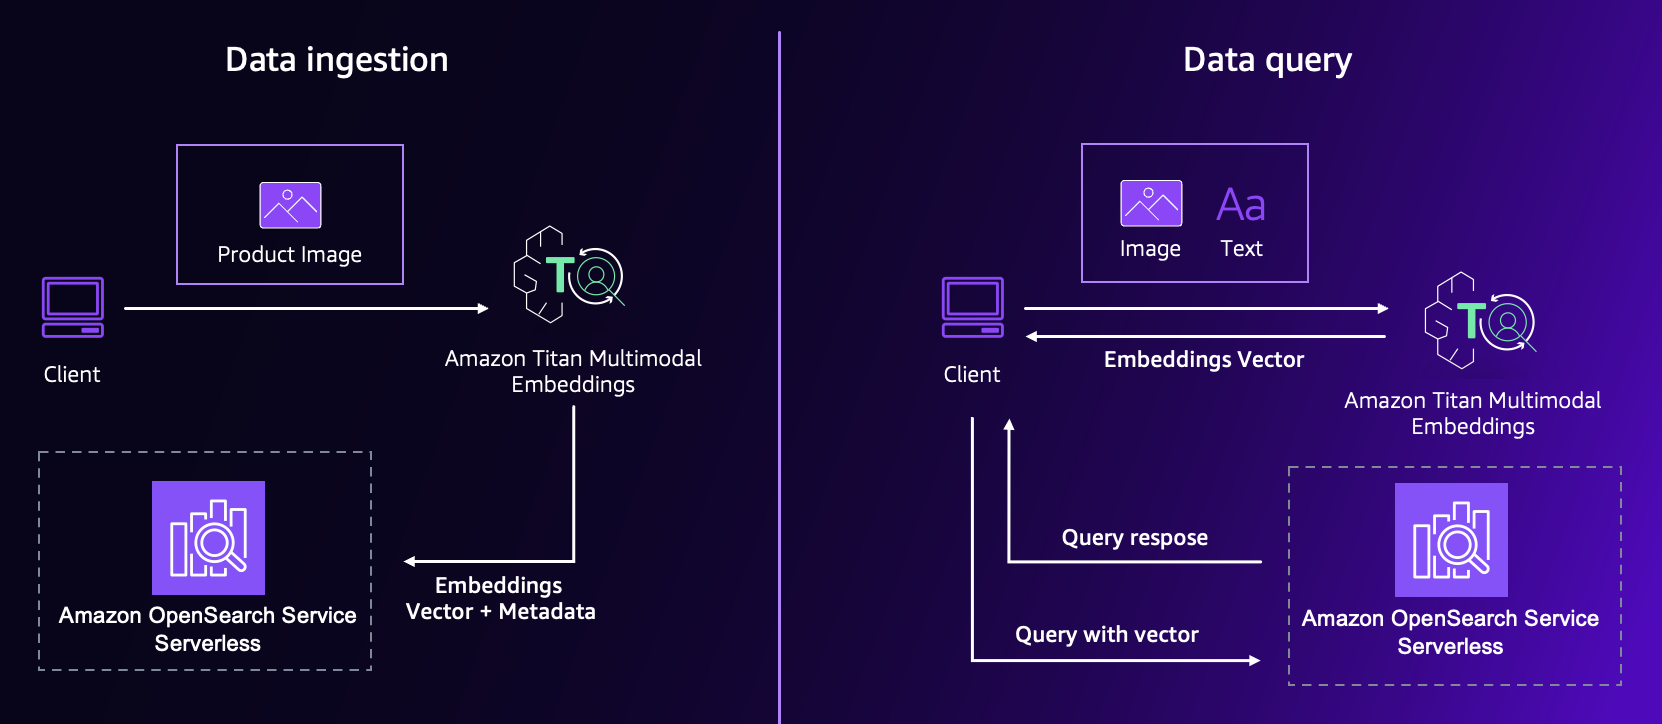 Data ingestion
Product Image
Client
Amazon Titan Multimodal
Embeddings
Embeddings
Vector + Metadata
Amazon OpenSearch Service
Serverless
Data query
Image
Aa
Text
Client
Embeddings Vector
Amazon Titan Multimodal
Embeddings
Query respose
Query with vector
Amazon OpenSearch Service
Serverless